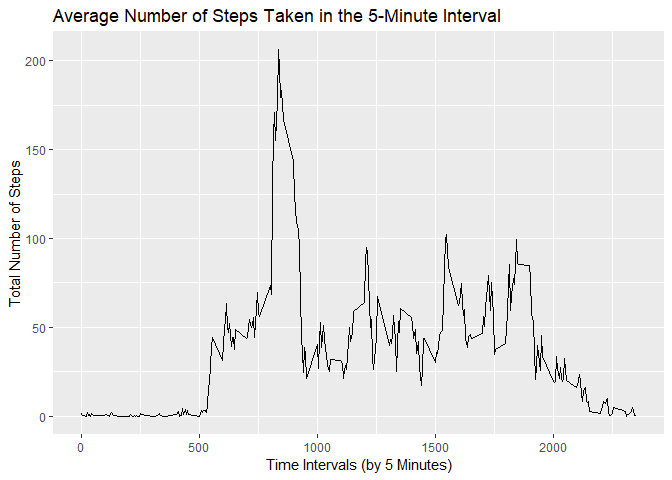 Average Number of Steps Taken in the 5-Minute Interval
Total Number of Steps
200
150
100
50
0
0 500 1000 1500 2000
Time Intervals (by 5 Minutes)